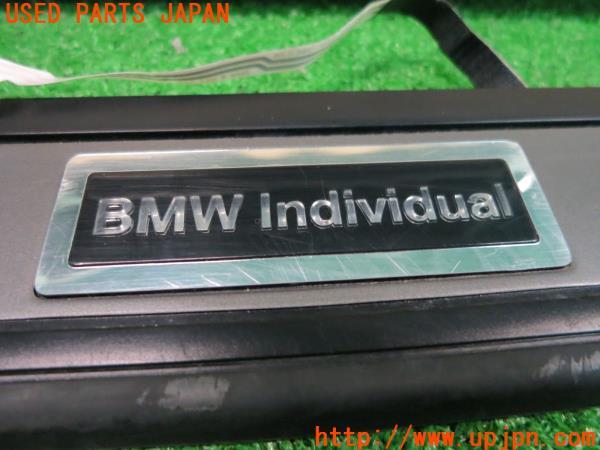 USED PARTS JAPAN
BMW Individual
http://www.upjpn.com